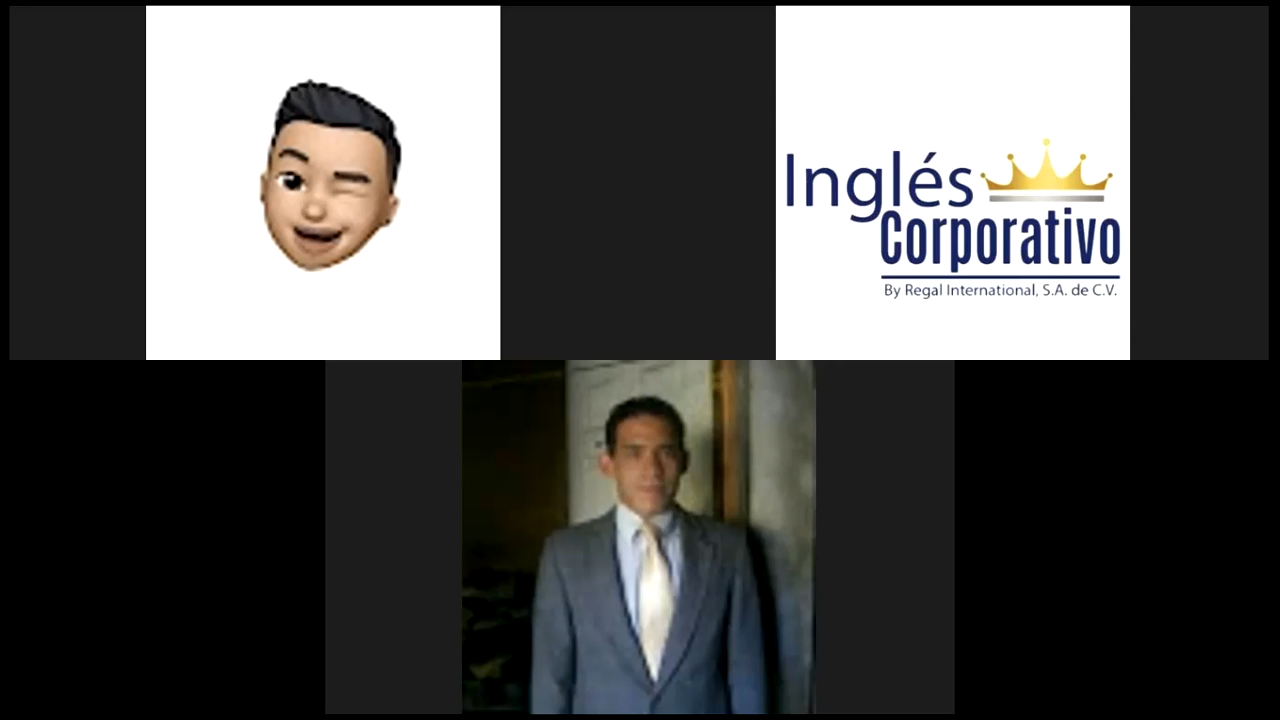 Inglés
Corporativo
By Regal International, S.A. de C.V.